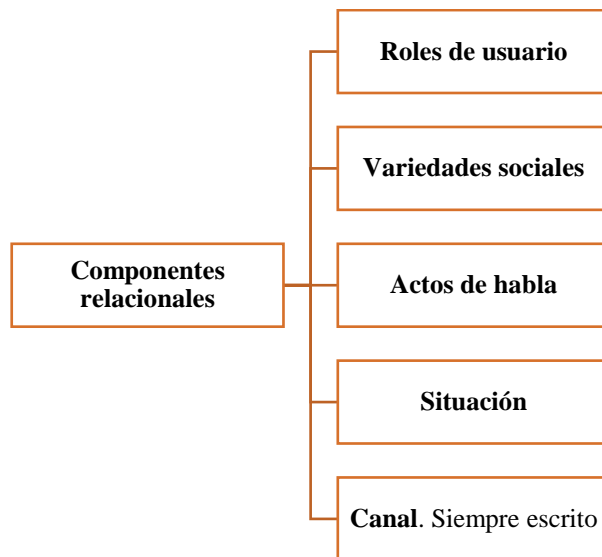 Roles de usuario
Variedades sociales
Componentes
relacionales
Actos de habla
Situación
Canal. Siempre escrito